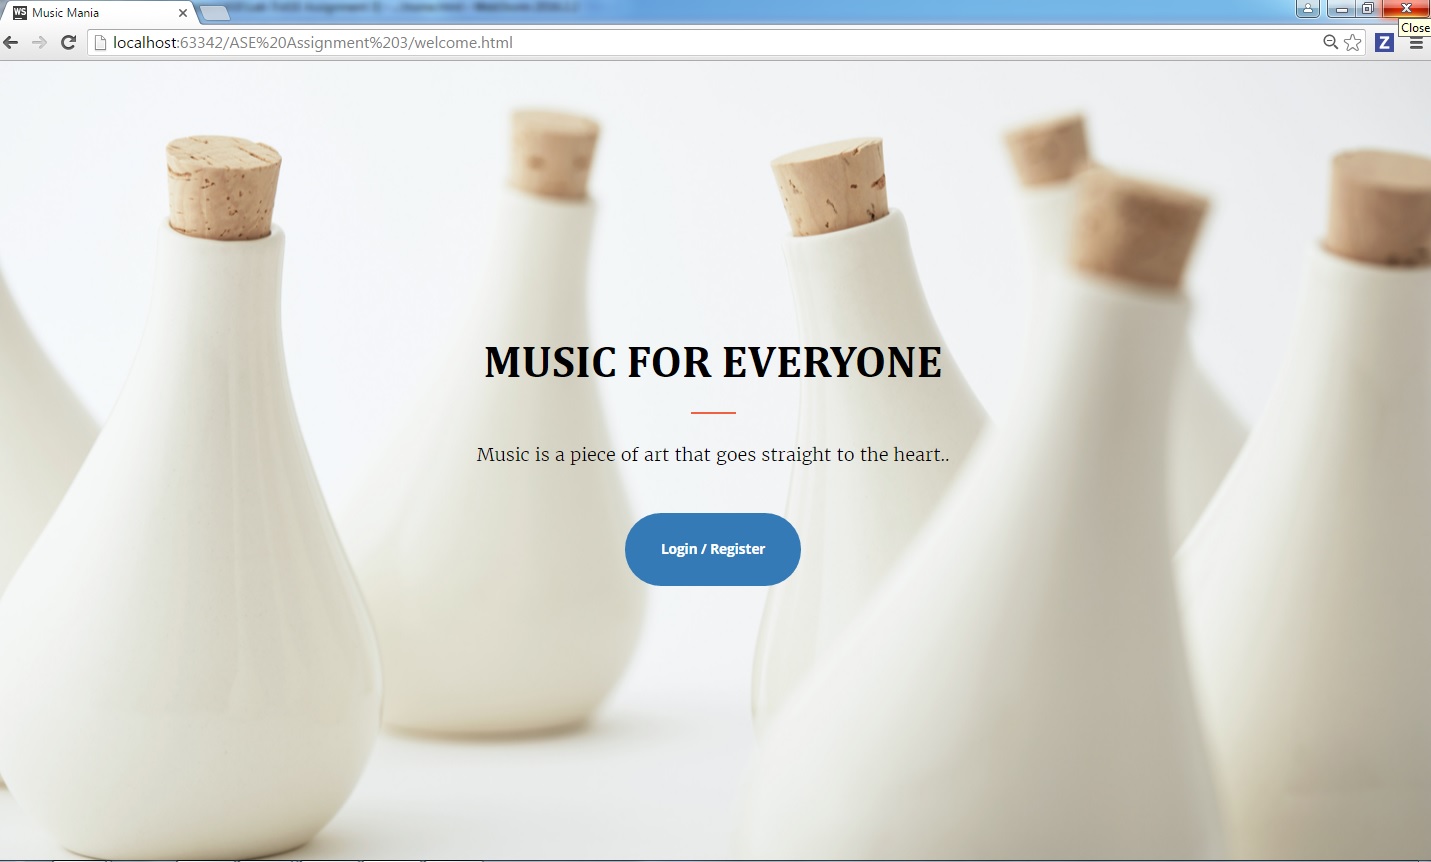 WS Music Mania
localhost:63342/ASE%20Assignment%203/welcome.html
Z
Close
MUSIC FOR EVERYONE
Music is a piece of art that goes straight to the heart..
Login / Register